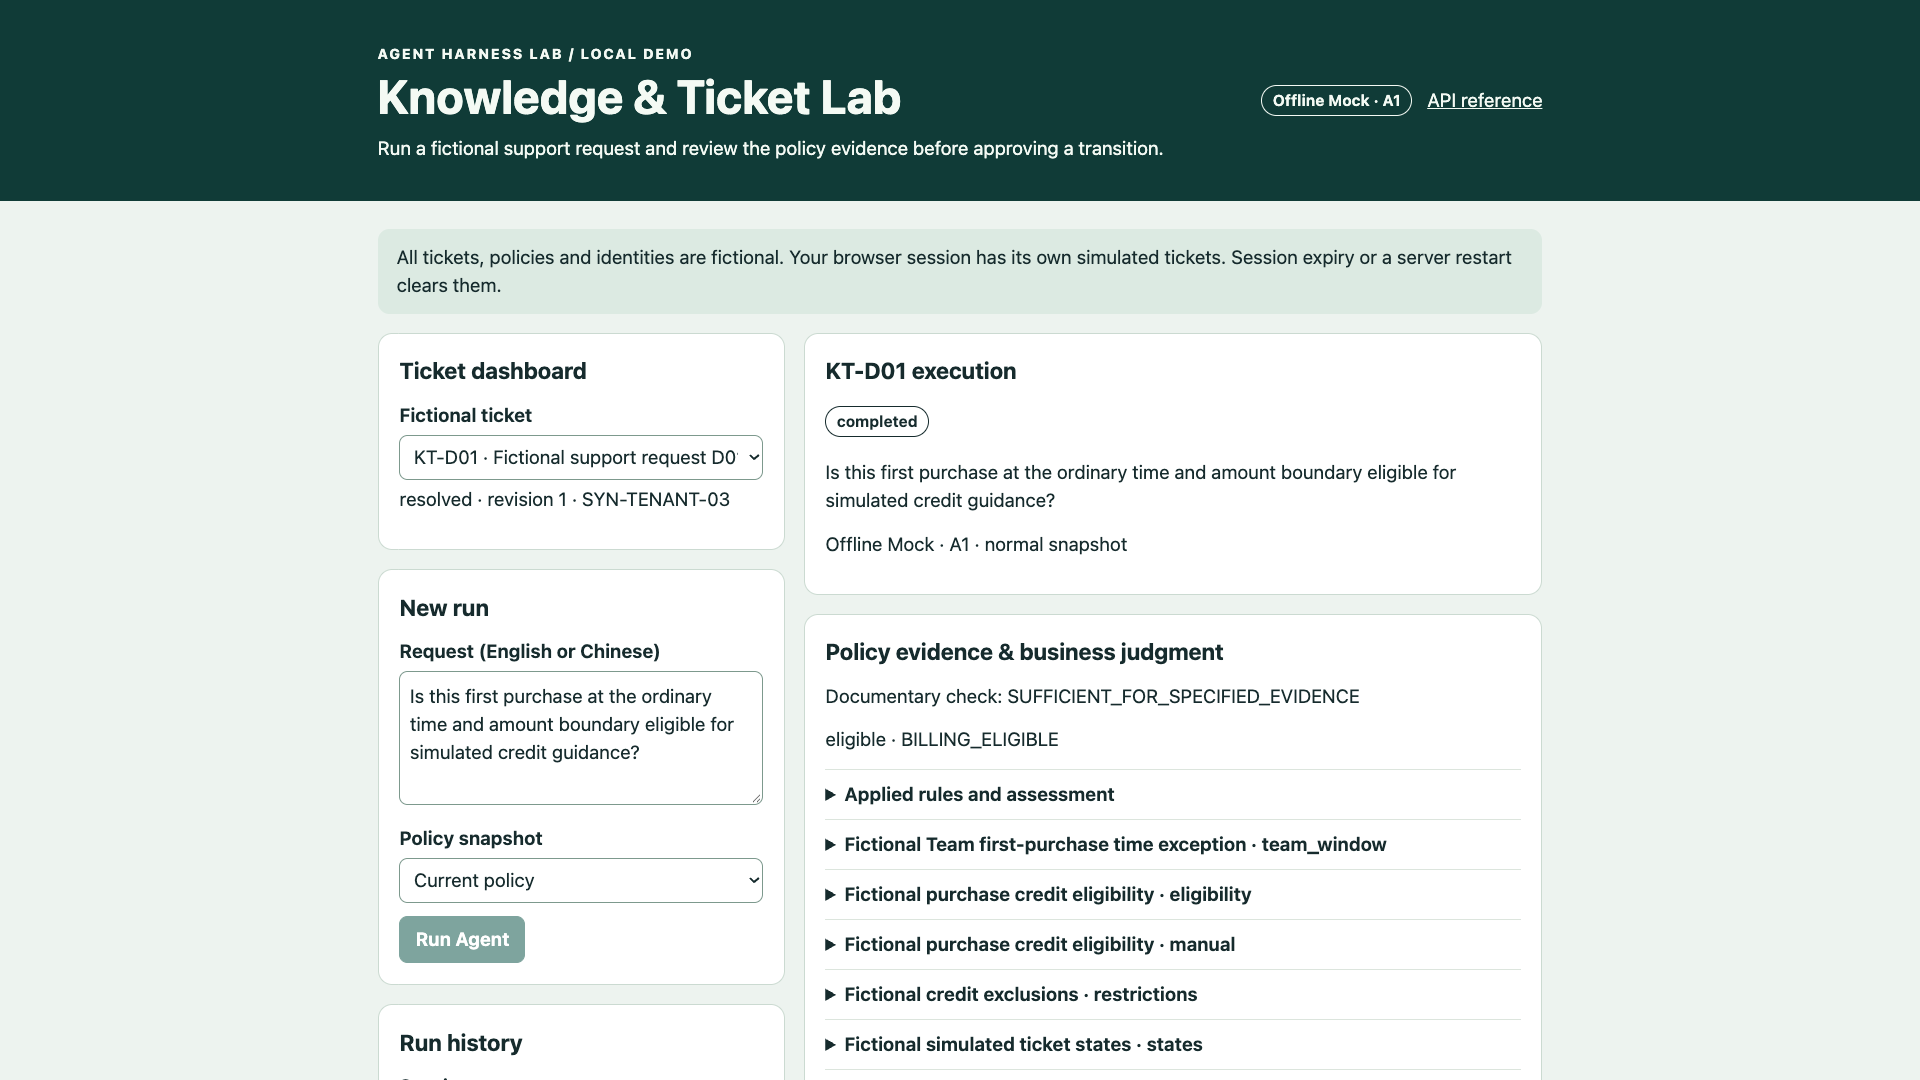 AGENT HARNESS LAB / LOCAL DEMO
Knowledge & Ticket Lab
Run a fictional support request and review the policy evidence before approving a transition.
Offline Mock · A1
API reference
All tickets, policies and identities are fictional. Your browser session has its own simulated tickets. Session expiry or a server restart
clears them.
Ticket dashboard
Fictional ticket
KT-D01 · Fictional support request D0
resolved · revision 1 · SYN-TENANT-03
New run
Request (English or Chinese)
Is this first purchase at the ordinary
time and amount boundary eligible for
simulated credit guidance?
Policy snapshot
Current policy
Run Agent
Run history
KT-D01 execution
completed
Is this first purchase at the ordinary time and amount boundary eligible for
simulated credit guidance?
Offline Mock · A1 · normal snapshot
Policy evidence & business judgment
Documentary check: SUFFICIENT_FOR_SPECIFIED_EVIDENCE
eligible · BILLING_ELIGIBLE
Applied rules and assessment
Fictional Team first-purchase time exception · team_window
Fictional purchase credit eligibility · eligibility
Fictional purchase credit eligibility · manual
Fictional credit exclusions · restrictions
Fictional simulated ticket states · states